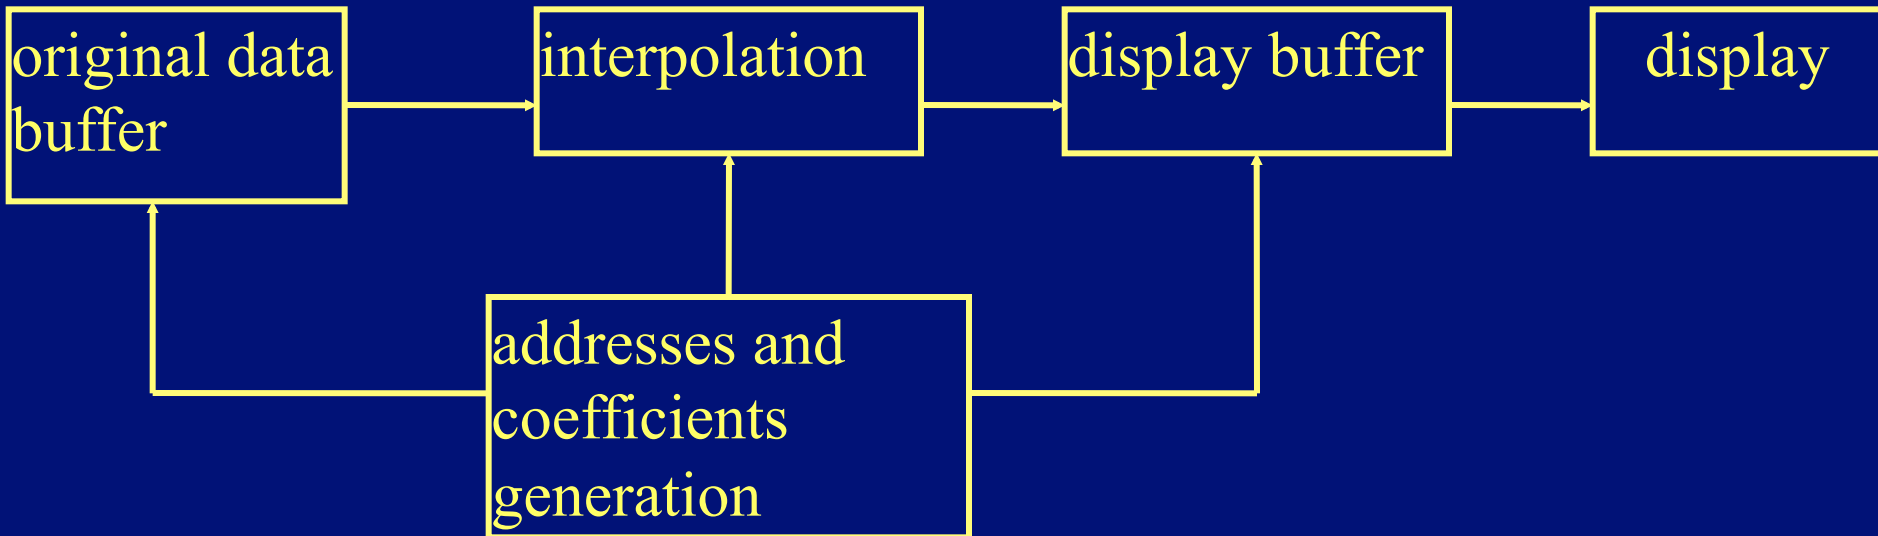 original data
buffer
interpolation
display buffer
display
addresses and
coefficients
generation